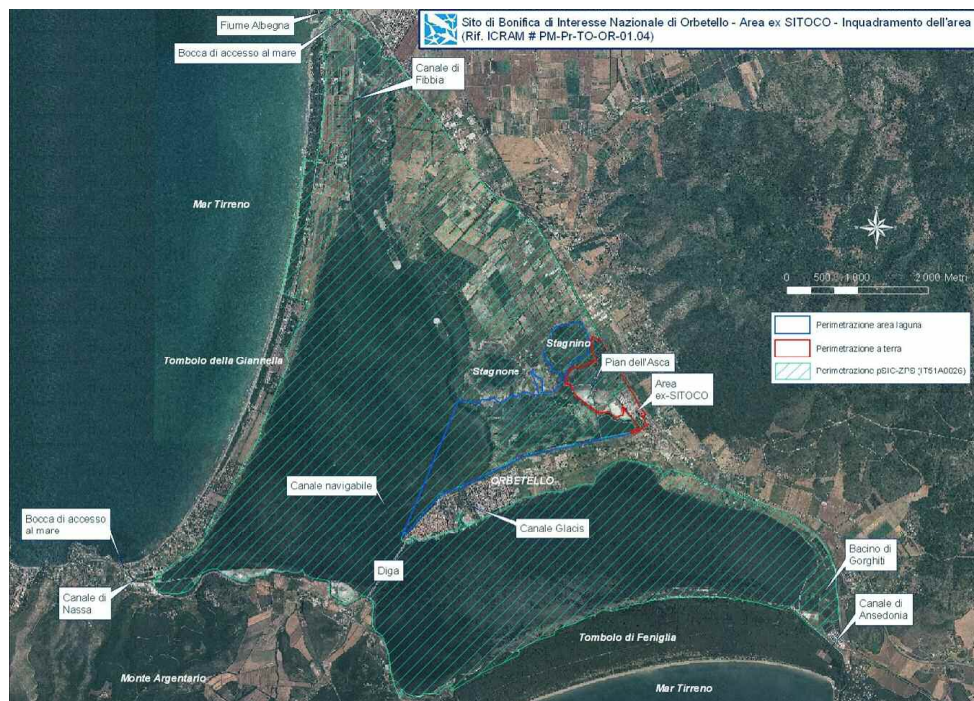 Sito di Bonifica di Interesse Nazionale di Orbetello - Area ex SITOCO - Inquadramento dell'area
(Rif. ICRAM # PM-Pr-TO-OR-01.04)
Fiume Albegna
Bocca di accesso al mare
Canale di
Fibbia
Mar Tirreno
0 500 1.000 2.000 Metri
Perimetrazione area laguna
Perimetrazione a terra
Perimetrazione pSIC-ZPS (IT51A0026)
Stagnino
Tombolo della Giannella
Pian dell'Asca
Stagnone
Area
ex-SITOCO
ORBETELLO
Canale navigabile
Canale Glacis
Bocca di accesso
al mare
Diga
Bacino di
Gorghiti
Canale di
Nassa
Canale di
Ansedonia
Tombolo di Feniglia
Monte Argentario
Mar Tirreno